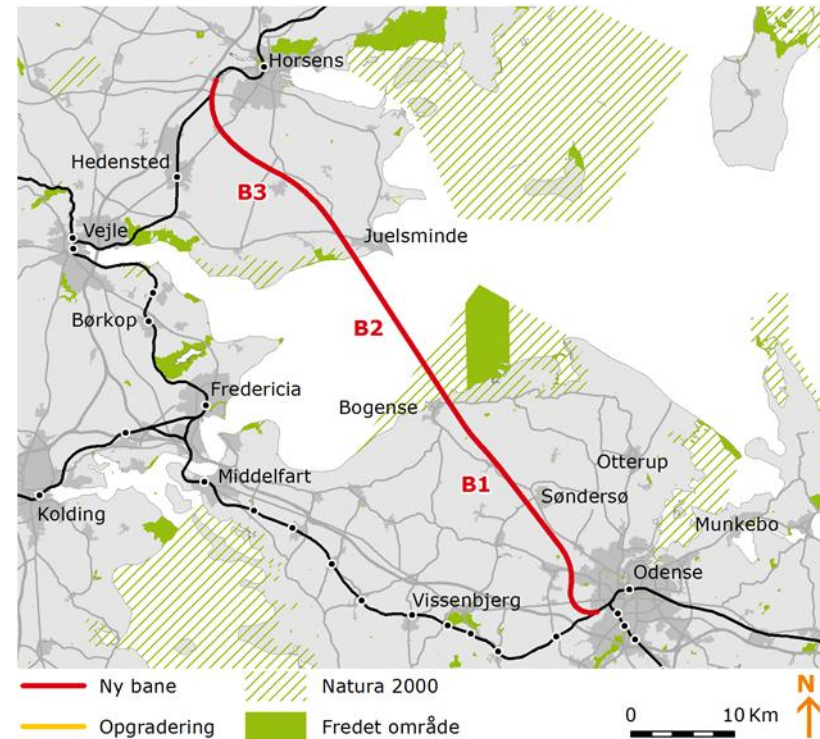 Horsens
Hedensted
B3
Vejle
Juelsminde
Børkop
B2
Fredericia
Bogense
Otterup
Middelfart
B1
Søndersø
Kolding
Munkebo
Odense
Vissenbjerg
Ny bane
Natura 2000
N
Opgradering
Fredet område
0 10 Km